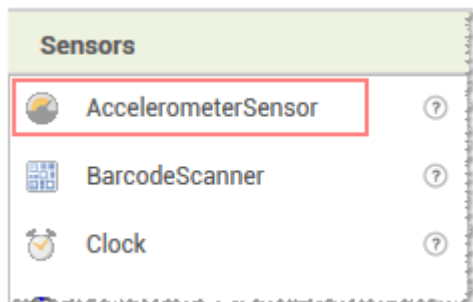 Sensors
AccelerometerSensor ?
BarcodeScanner ?
Clock ?